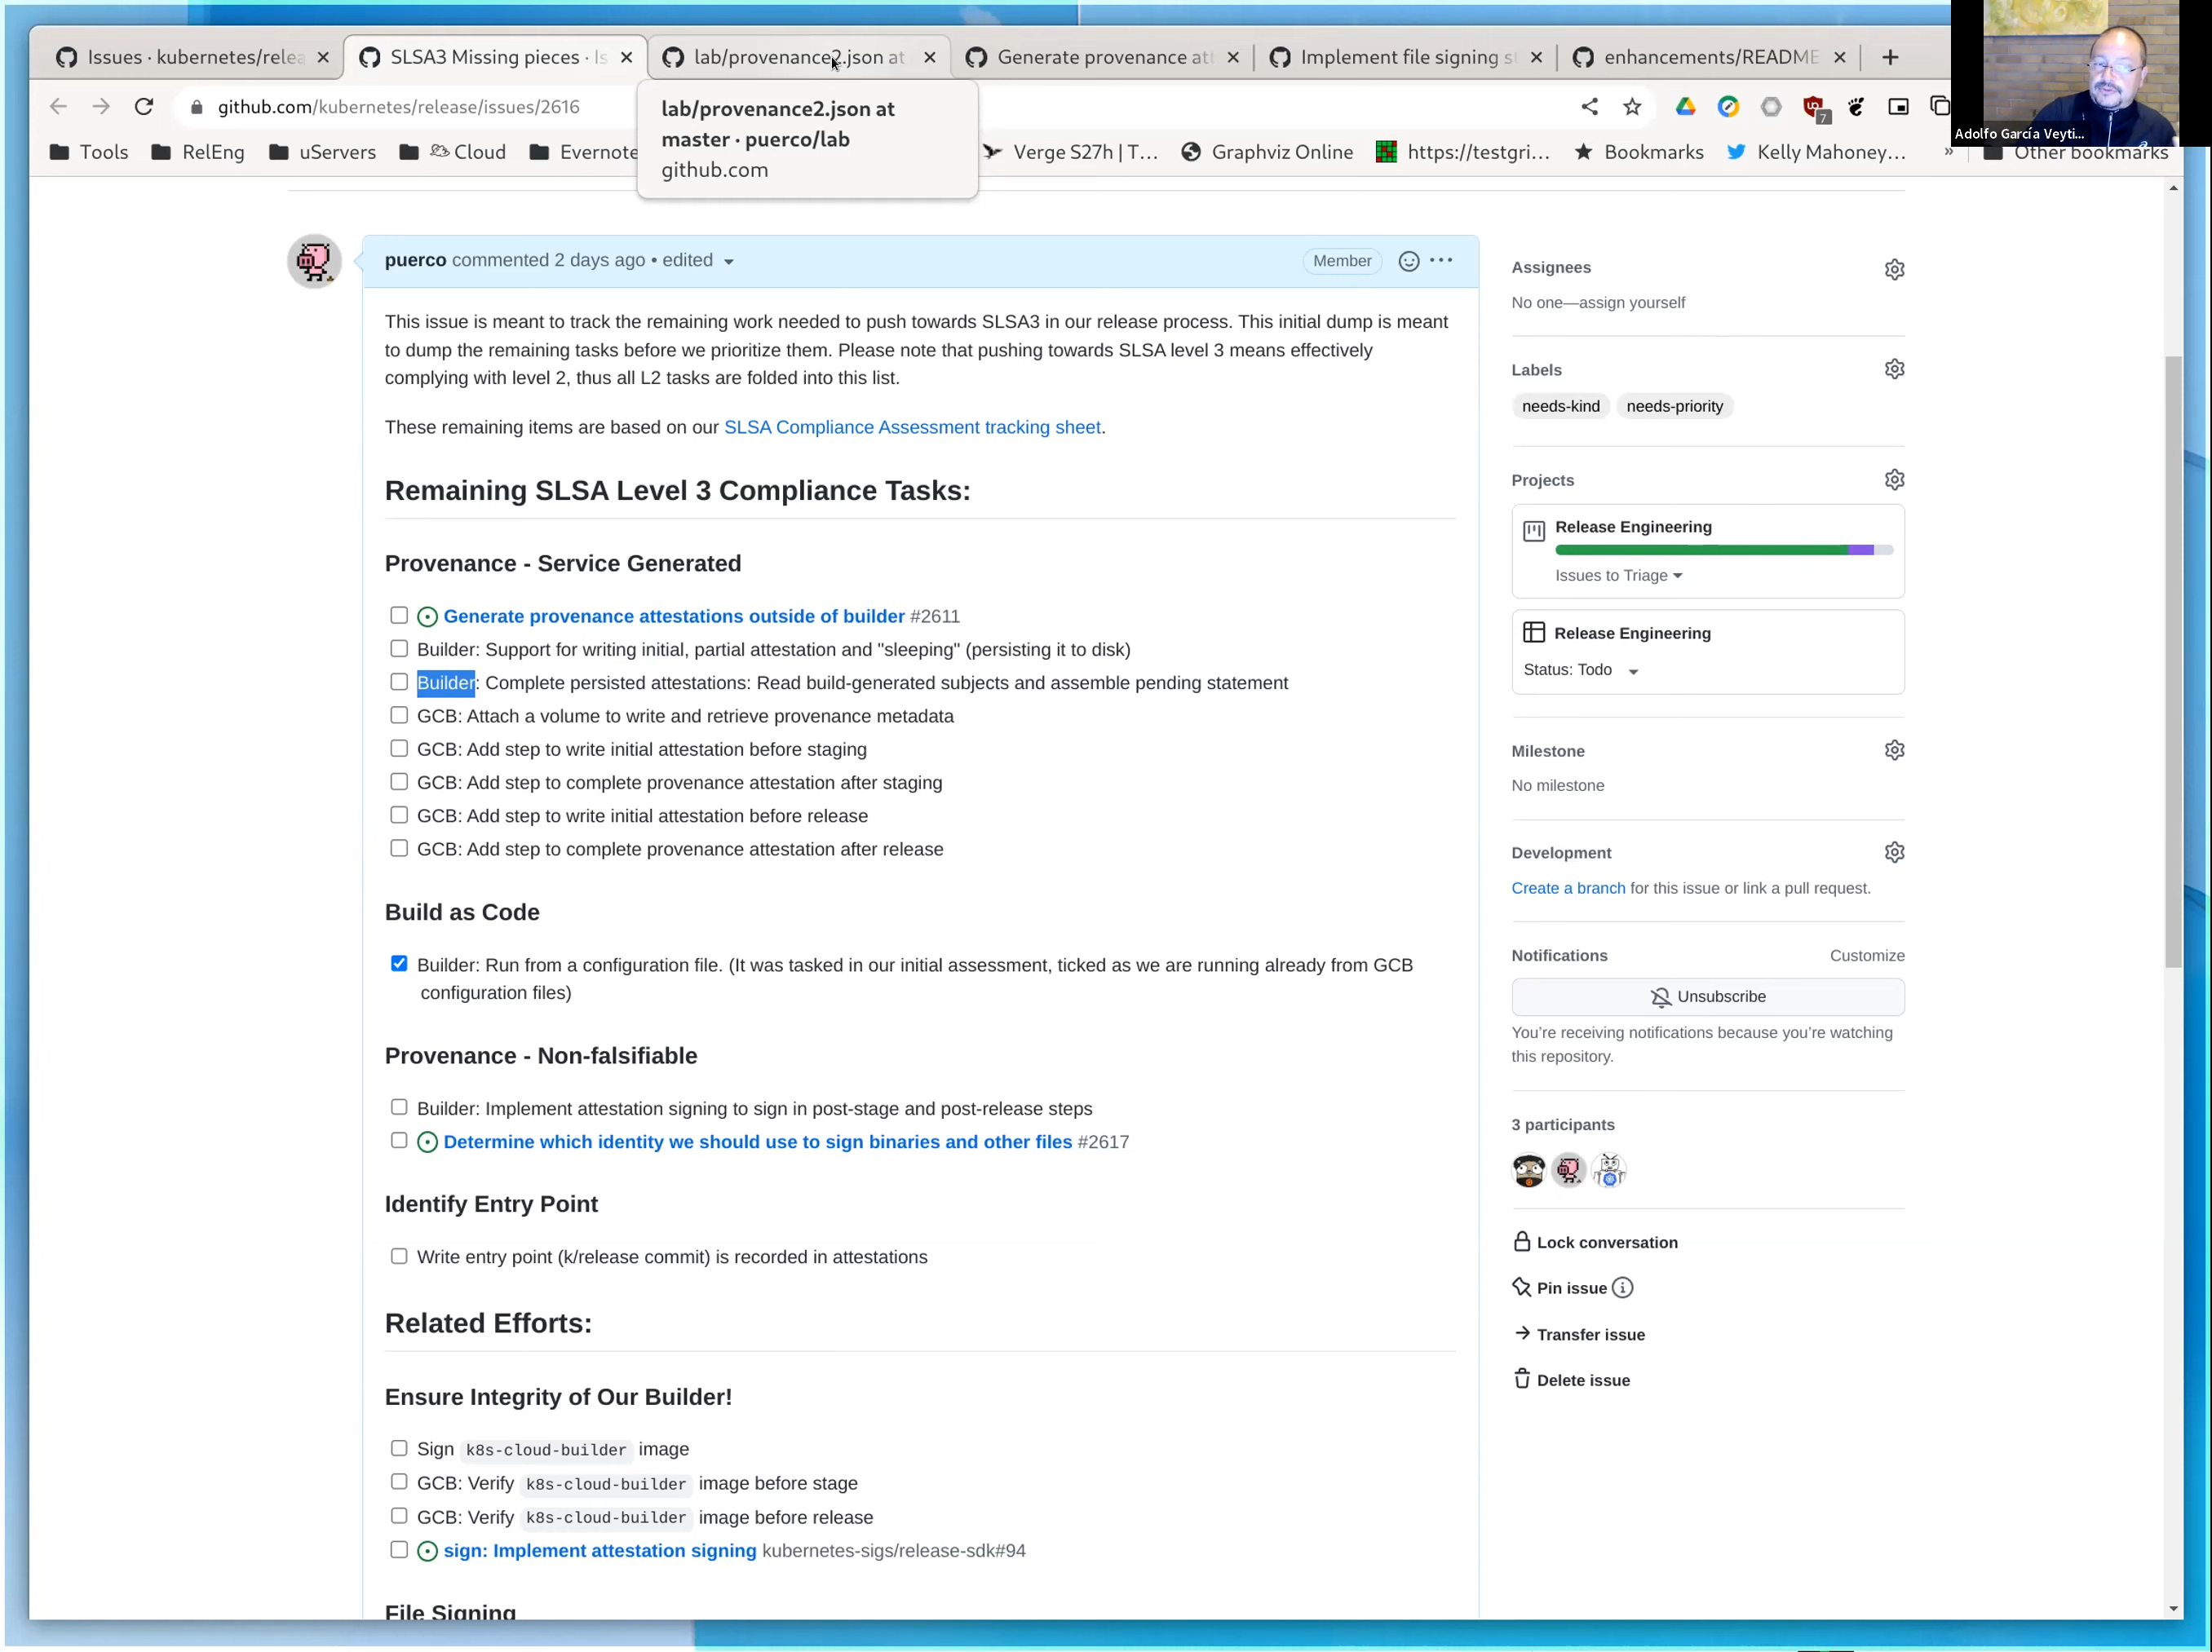 Issues · kubernetes/relea
SLSA3 Missing pieces · Is
lab/provenance2.json at
Generate provenance att
Implement file signing s
enhancements/README
github.com/kubernetes/release/issues/2616
7
lab/provenance2.json at
master · puerco/lab
github.com
Adolfo García Veyti...
Tools
RelEng
uServers
Cloud
Evernote
Verge S27h | T...
Graphviz Online
https://testgri...
Bookmarks
Kelly Mahoney...
»
Other bookmarks
puerco commented 2 days ago • edited
Member
This issue is meant to track the remaining work needed to push towards SLSA3 in our release process. This initial dump is meant
to dump the remaining tasks before we prioritize them. Please note that pushing towards SLSA level 3 means effectively
complying with level 2, thus all L2 tasks are folded into this list.
These remaining items are based on our SLSA Compliance Assessment tracking sheet.
Remaining SLSA Level 3 Compliance Tasks:
Provenance - Service Generated
Generate provenance attestations outside of builder #2611
Builder: Support for writing initial, partial attestation and "sleeping" (persisting it to disk)
Builder: Complete persisted attestations: Read build-generated subjects and assemble pending statement
GCB: Attach a volume to write and retrieve provenance metadata
GCB: Add step to write initial attestation before staging
GCB: Add step to complete provenance attestation after staging
GCB: Add step to write initial attestation before release
GCB: Add step to complete provenance attestation after release
Build as Code
Builder: Run from a configuration file. (It was tasked in our initial assessment, ticked as we are running already from GCB
configuration files)
Provenance - Non-falsifiable
Builder: Implement attestation signing to sign in post-stage and post-release steps
Determine which identity we should use to sign binaries and other files #2617
Identify Entry Point
Write entry point (k/release commit) is recorded in attestations
Related Efforts:
Ensure Integrity of Our Builder!
Sign k8s-cloud-builder image
GCB: Verify k8s-cloud-builder image before stage
GCB: Verify k8s-cloud-builder image before release
sign: Implement attestation signing kubernetes-sigs/release-sdk#94
File Signing
Assignees
No one—assign yourself
Labels
needs-kind needs-priority
Projects
Release Engineering
Issues to Triage
Release Engineering
Status: Todo
Milestone
No milestone
Development
Create a branch for this issue or link a pull request.
Notifications
Customize
Unsubscribe
You're receiving notifications because you're watching
this repository.
3 participants
Lock conversation
Pin issue
Transfer issue
Delete issue